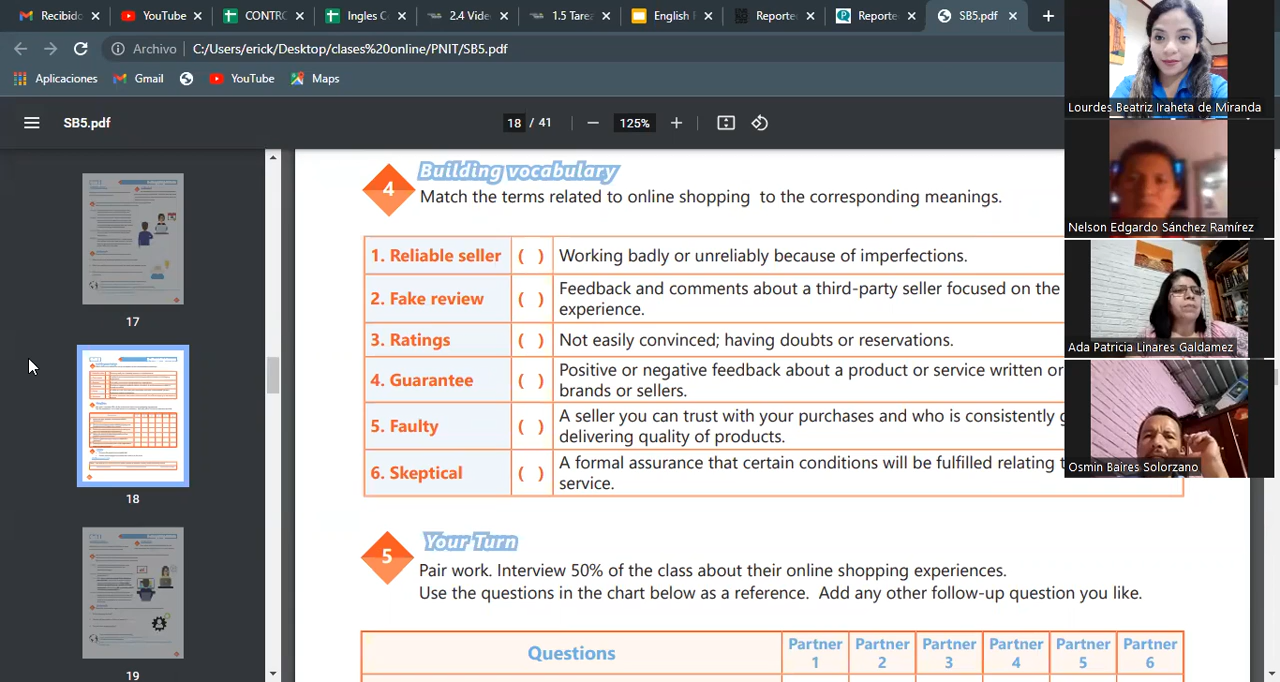 Recibido
YouTube
CONTRO
Ingles C
2.4 Vide
1.5 Tarea
English F
Reporte
Reporte
SB5.pdf
Archivo
C:/Users/erick/Desktop/clases%20online/PNIT/SB5.pdf
Aplicaciones
Gmail
YouTube
Maps
SB5.pdf
18 / 41
125%
17
18
19
4
Building vocabulary
Match the terms related to online shopping to the corresponding meanings.
1. Reliable seller ( ) Working badly or unreliably because of imperfections.
2. Fake review ( ) Feedback and comments about a third-party seller focused on the
experience.
3. Ratings ( ) Not easily convinced; having doubts or reservations.
4. Guarantee ( ) Positive or negative feedback about a product or service written or
brands or sellers.
5. Faulty ( ) A seller you can trust with your purchases and who is consistently g
delivering quality of products.
6. Skeptical ( ) A formal assurance that certain conditions will be fulfilled relating t
service.
5
Your Turn
Pair work. Interview 50% of the class about their online shopping experiences.
Use the questions in the chart below as a reference. Add any other follow-up question you like.
Questions
Partner 1
Partner 2
Partner 3
Partner 4
Partner 5
Partner 6
Lourdes Beatriz Iraheta de Miranda
Nelson Edgardo Sánchez Ramírez
Ada Patricia Linares Galdamez
Osmin Baires Solorzano